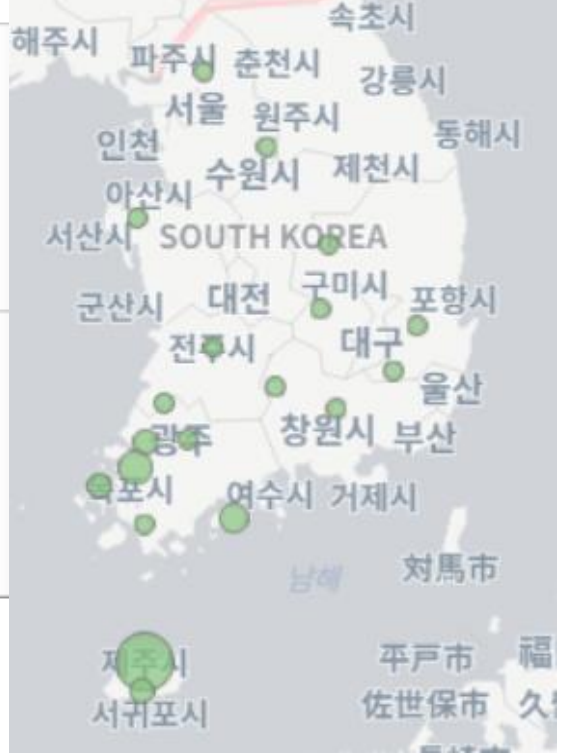 속초시
해주시
파주시
춘천시
강릉시
서울
원주시
동해시
인천
수원시
제천시
아산시
서산시
SOUTH KOREA
군산시
대전
구미시
포항시
전주시
대구
울산
광주
창원시
부산
목포시
여수시
거제시
남해
対馬市
제주시
平戸市
福
서귀포시
佐世保市
久